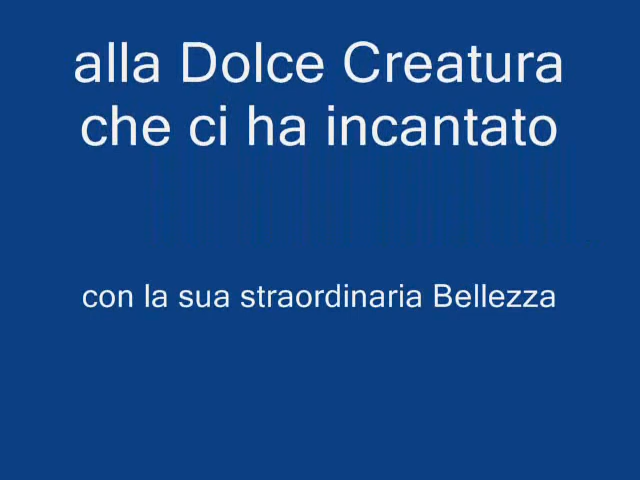 alla Dolce Creatura
che ci ha incantato
con la sua straordinaria Bellezza